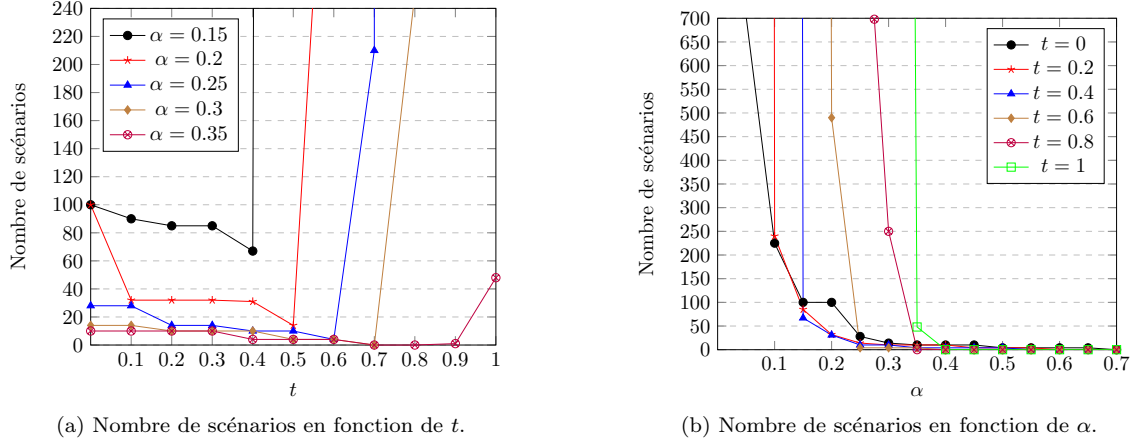 0
20
40
60
80
100
120
140
160
180
200
220
240
0.1
0.2
0.3
0.4
0.5
0.6
0.7
0.8
0.9
1
t
Nombre de scénarios
α = 0.15
α = 0.2
α = 0.25
α = 0.3
α = 0.35
(a) Nombre de scénarios en fonction de t.
0
50
100
150
200
250
300
350
400
450
500
550
600
650
700
0.1
0.2
0.3
0.4
0.5
0.6
0.7
α
Nombre de scénarios
t = 0
t = 0.2
t = 0.4
t = 0.6
t = 0.8
t = 1
(b) Nombre de scénarios en fonction de α.